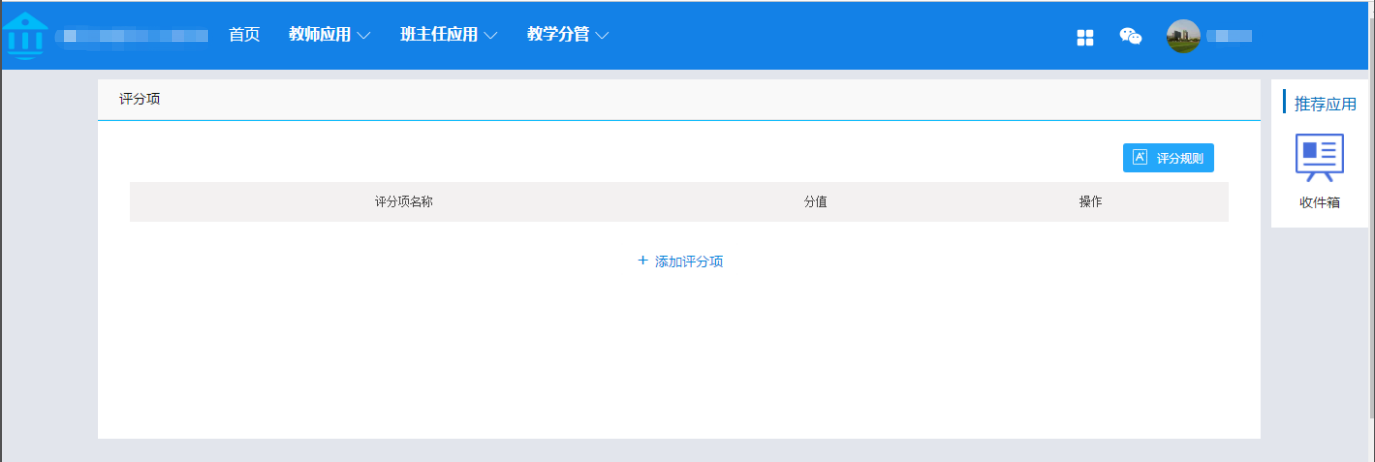 首页 教师应用 班主任应用 教学分管
评分项
推荐应用
评分规则
收件箱
评分项名称 分值 操作
+ 添加评分项